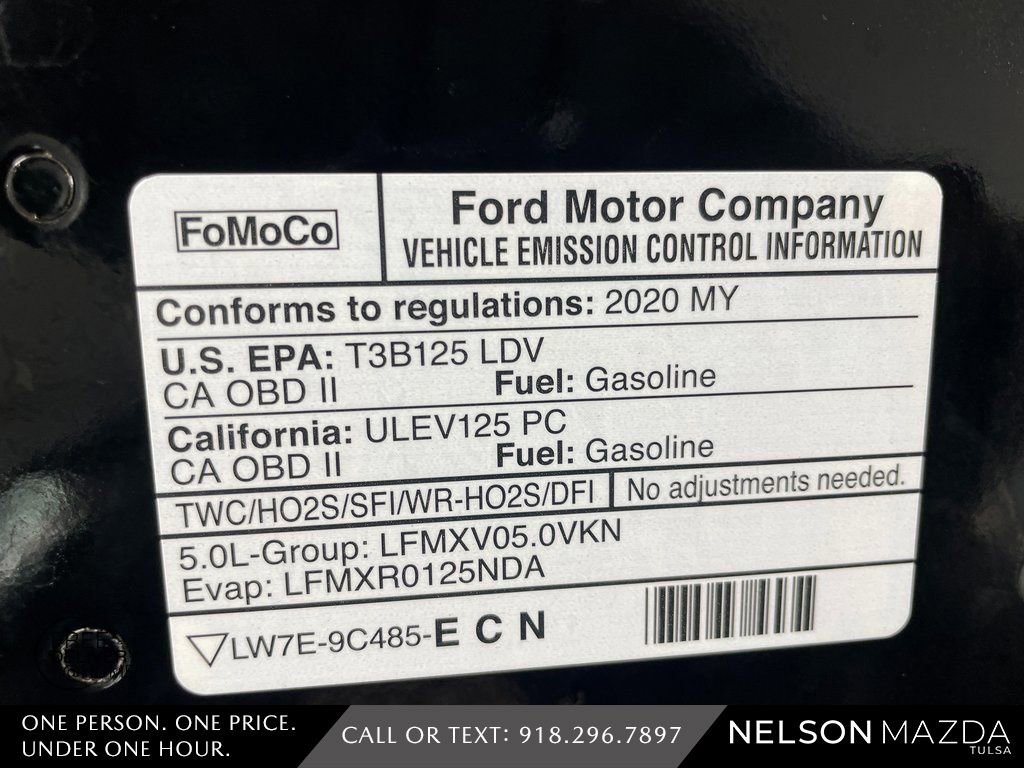 FoMoCo
Ford Motor Company
VEHICLE EMISSION CONTROL INFORMATION
Conforms to regulations: 2020 MY
U.S. EPA: T3B125 LDV
CA OBD II Fuel: Gasoline
California: ULEV125 PC
CA OBD II Fuel: Gasoline
TWC/HO2S/SFI/WR-HO2S/DFI No adjustments needed.
5.0L-Group: LFMXV05.0VKN
Evap: LFMXR0125NDA
LW7E-9C485-E C N
ONE PERSON. ONE PRICE.
UNDER ONE HOUR.
CALL OR TEXT: 918.296.7897
NELSON MAZDA
TULSA